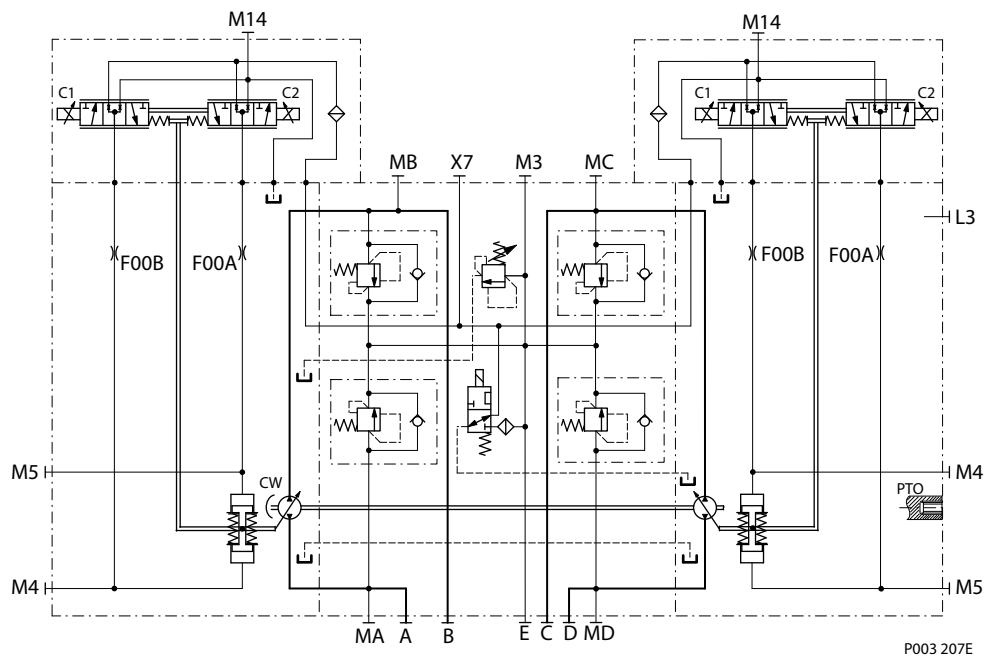 M14 M14
C1 C2 C1 C2
MB X7 M3 MC
L3
F00B F00A F00B F00A
M5 M4
CW PTO
M4 M5
MA A B E C D MD
P003 207E